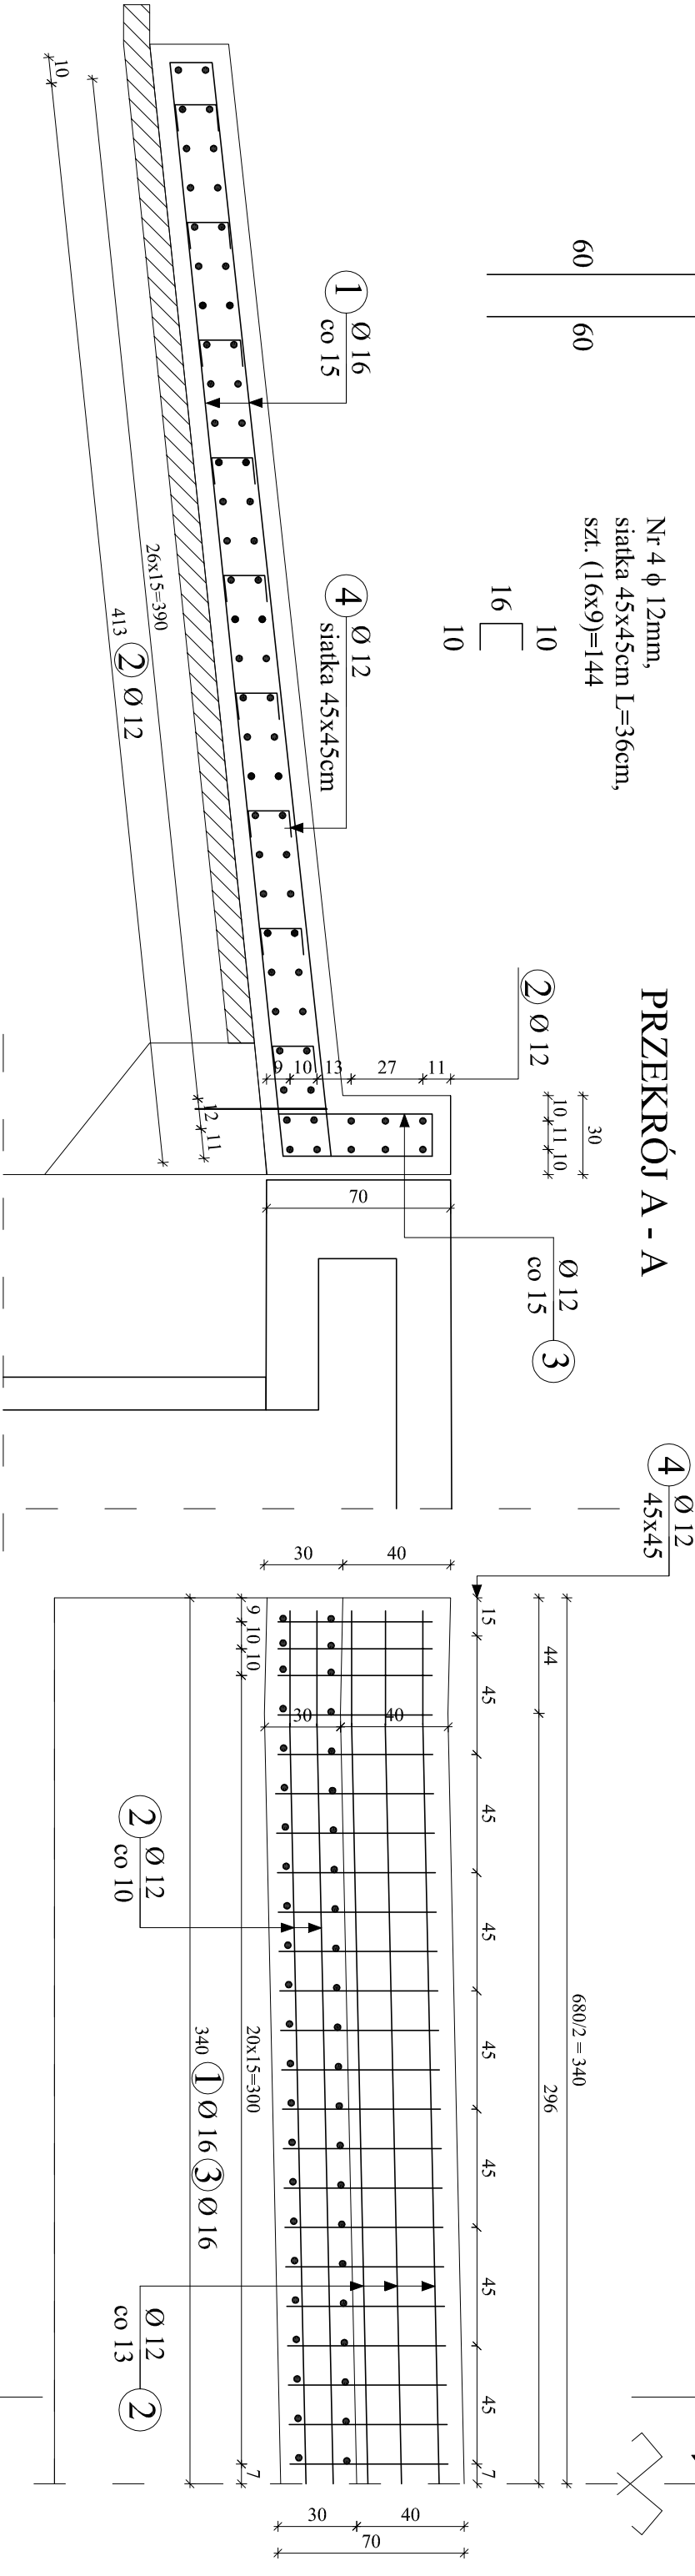 60
60
Nr 4 ϕ 12mm,
siatka 45x45cm L=36cm,
szt. (16x9)=144
10
16
10
PRZEKRÓJ A - A
1
Ø 16
co 15
4
Ø 12
siatka 45x45cm
2
Ø 12
10
26x15=390
413
2
Ø 12
9
10
13
27
11
12
11
10
11
10
30
70
Ø 12
co 15
3
4
Ø 12
45x45
30
40
15
45
45
45
45
45
45
45
7
44
296
680/2 = 340
9
10
10
20x15=300
7
30
40
2
Ø 12
co 10
340
1
Ø 16
3
Ø 16
Ø 12
co 13
2
30
40
70